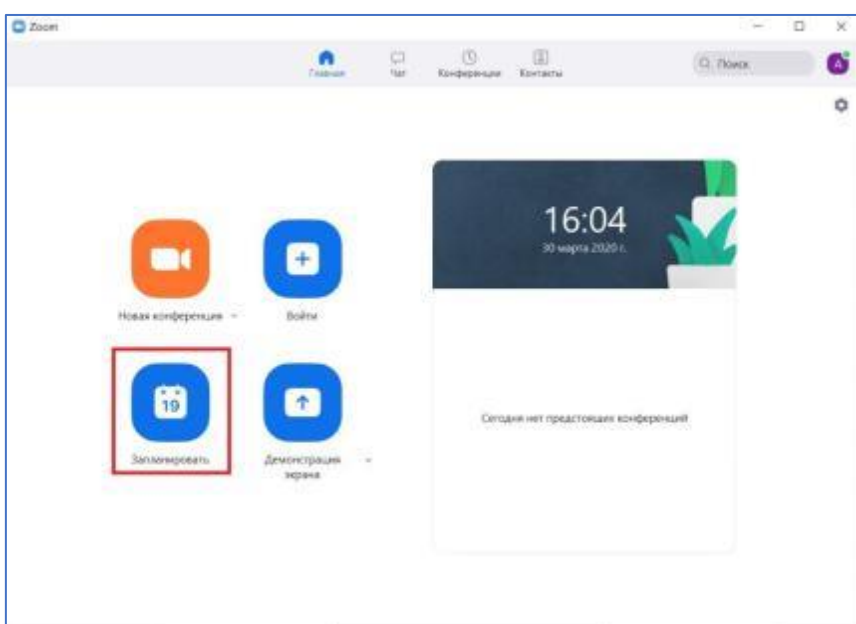 Zoom
Главная
Чат
Конференции
Контакты
Поиск
А
16:04
30 марта 2020 г.
Новая конференция
Войти
19
Запланировать
Демонстрация
экрана
Сегодня нет предстоящих конференций